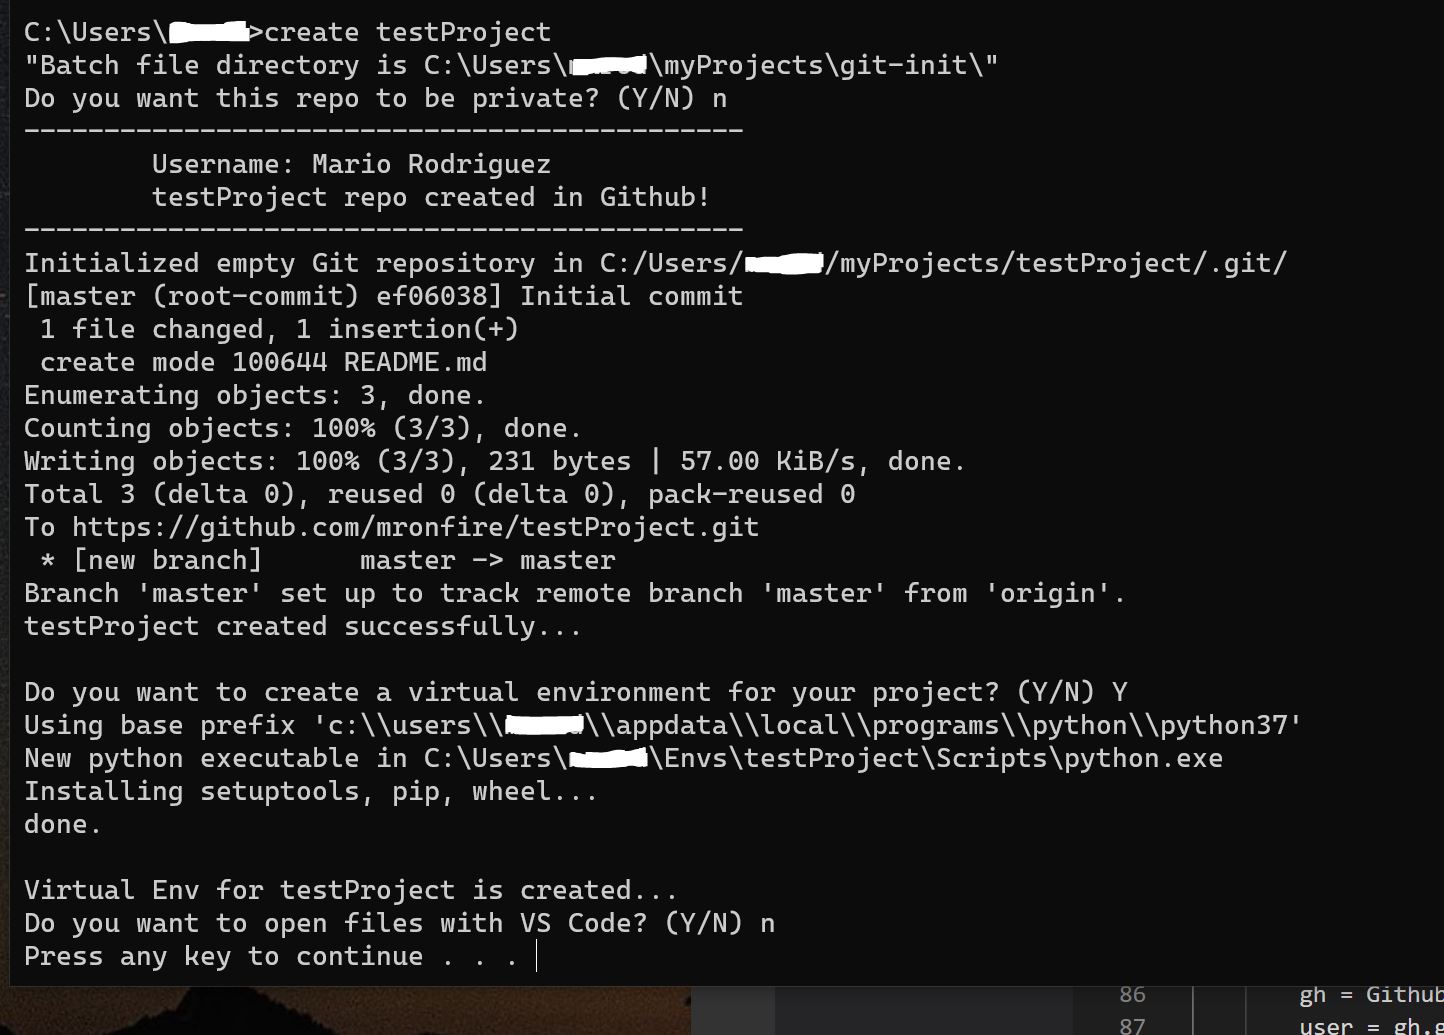 C:\Users\>create testProject
"Batch file directory is C:\Users\\myProjects\git-init\"
Do you want this repo to be private? (Y/N) n
---------------------------------------------
Username: Mario Rodriguez
testProject repo created in Github!
---------------------------------------------
Initialized empty Git repository in C:/Users//myProjects/testProject/.git/
[master (root-commit) ef06038] Initial commit
1 file changed, 1 insertion(+)
create mode 100644 README.md
Enumerating objects: 3, done.
Counting objects: 100% (3/3), done.
Writing objects: 100% (3/3), 231 bytes | 57.00 KiB/s, done.
Total 3 (delta 0), reused 0 (delta 0), pack-reused 0
To https://github.com/mronfire/testProject.git
* [new branch]      master -> master
Branch 'master' set up to track remote branch 'master' from 'origin'.
testProject created successfully...
Do you want to create a virtual environment for your project? (Y/N) Y
Using base prefix 'c:\\users\\\\appdata\\local\\programs\\python\\python37'
New python executable in C:\Users\\Envs\testProject\Scripts\python.exe
Installing setuptools, pip, wheel...
done.
Virtual Env for testProject is created...
Do you want to open files with VS Code? (Y/N) n
Press any key to continue . . .
86 gh = Github
87 user = gh.g